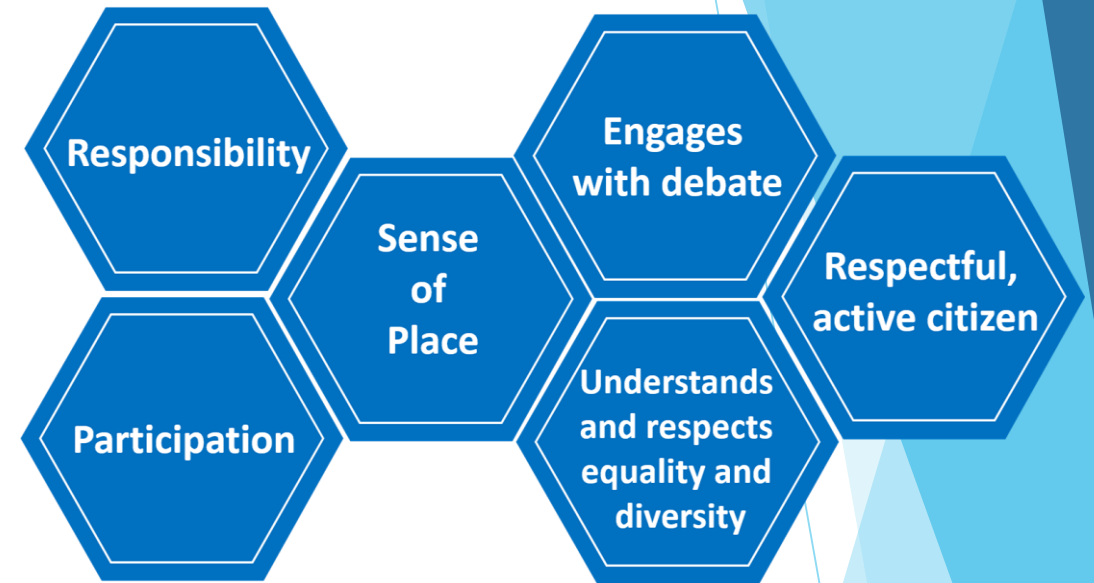 Responsibility
Participation
Sense
of
Place
Engages
with debate
Understands
and respects
equality and
diversity
Respectful,
active citizen